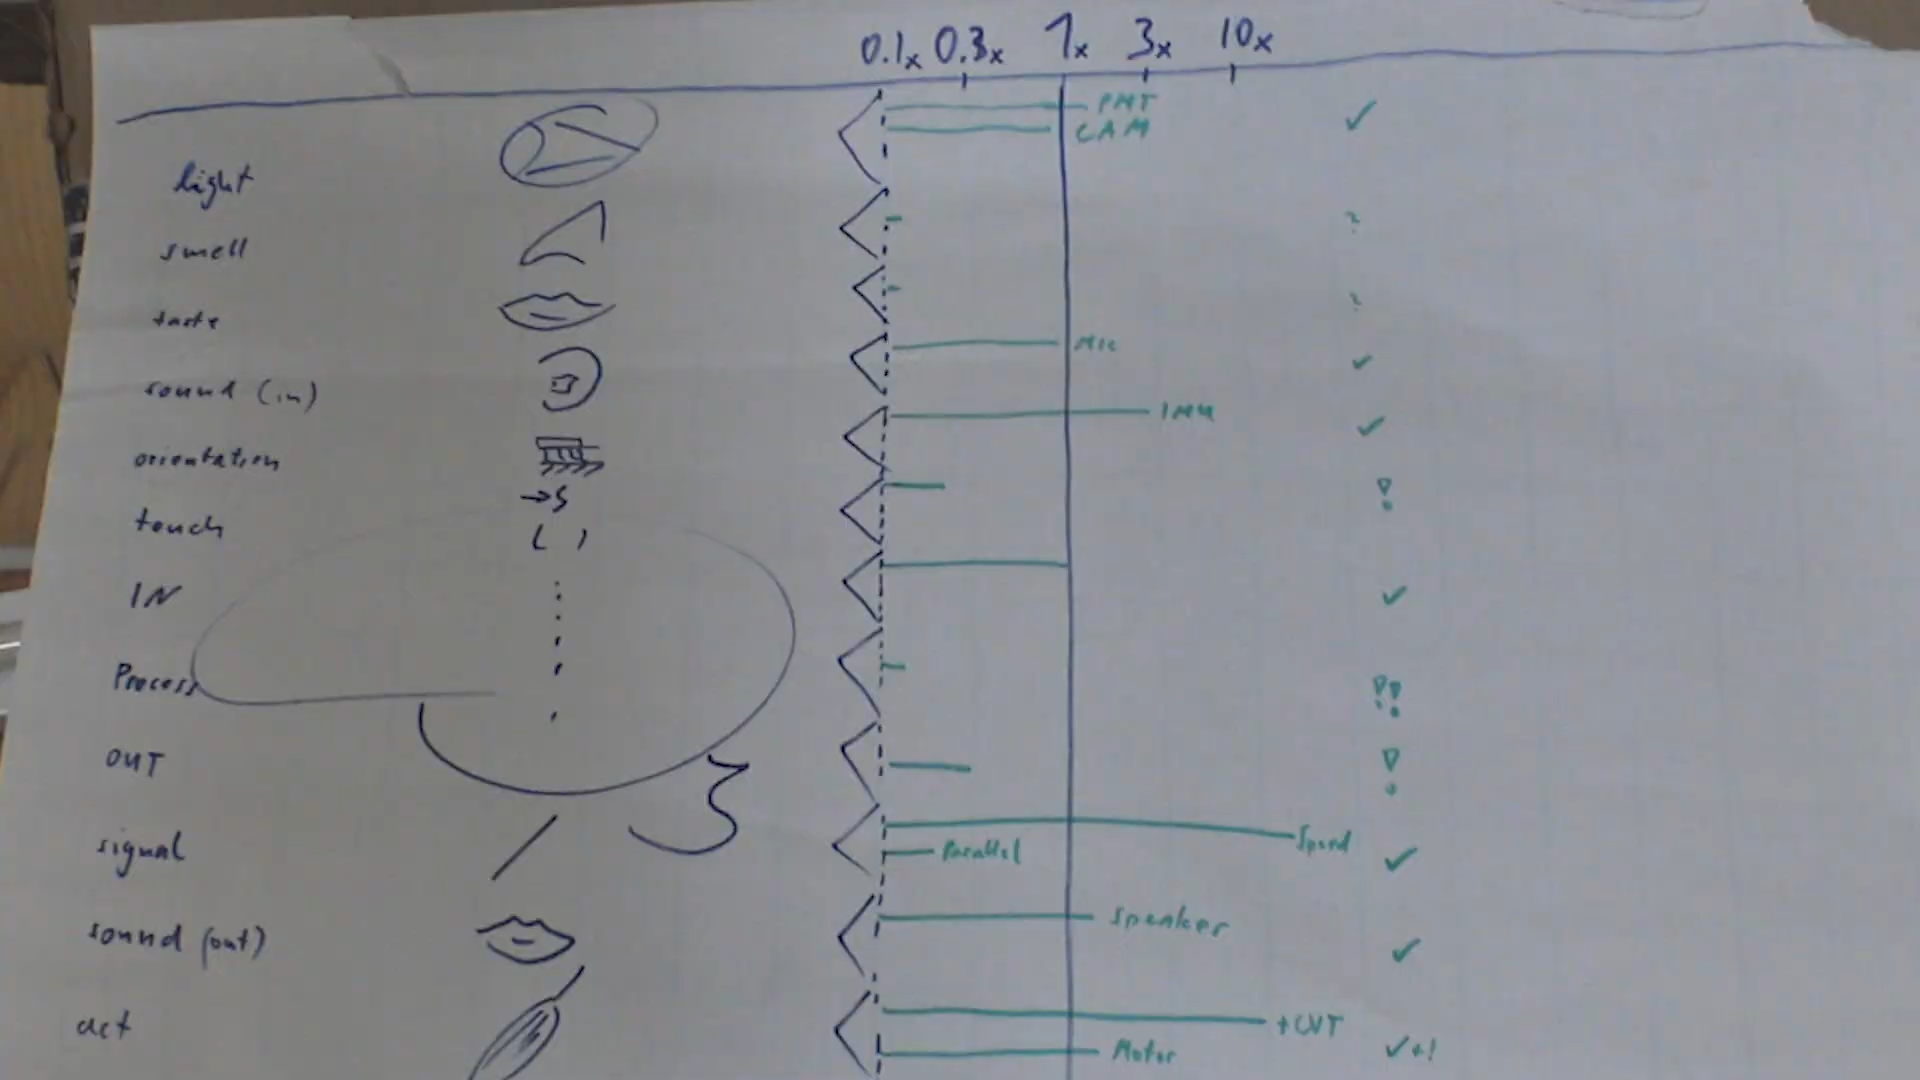 0.1x 0.3x 1x 3x 10x
PMT ✓
CAM
light
smell ?
taste ?
Mic ✓
sound (in)
IMU ✓
orientation
→S !
touch ( )
IN ✓
Process !!
OUT !
Speed
signal Parallel ✓
sound (out) Speaker ✓
act +CVT
Motor ✓+!